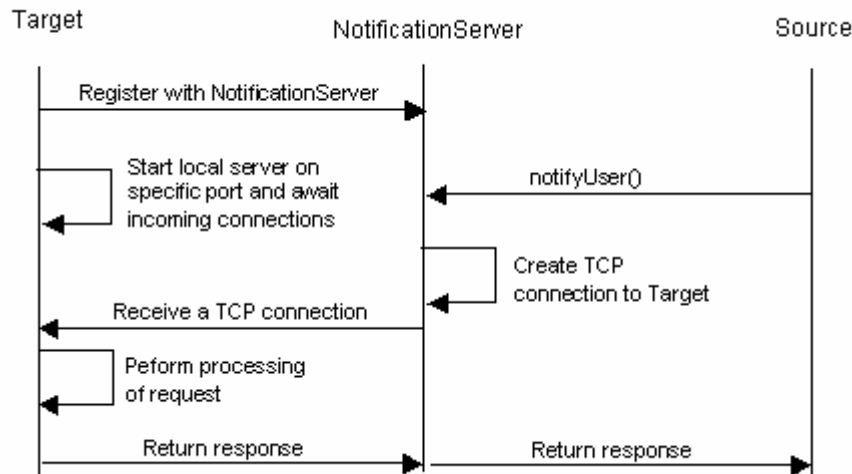 Target
NotificationServer
Source
Register with NotificationServer
Start local server on
specific port and await
incoming connections
notifyUser()
Create TCP
connection to Target
Receive a TCP connection
Peform processing
of request
Return response
Return response